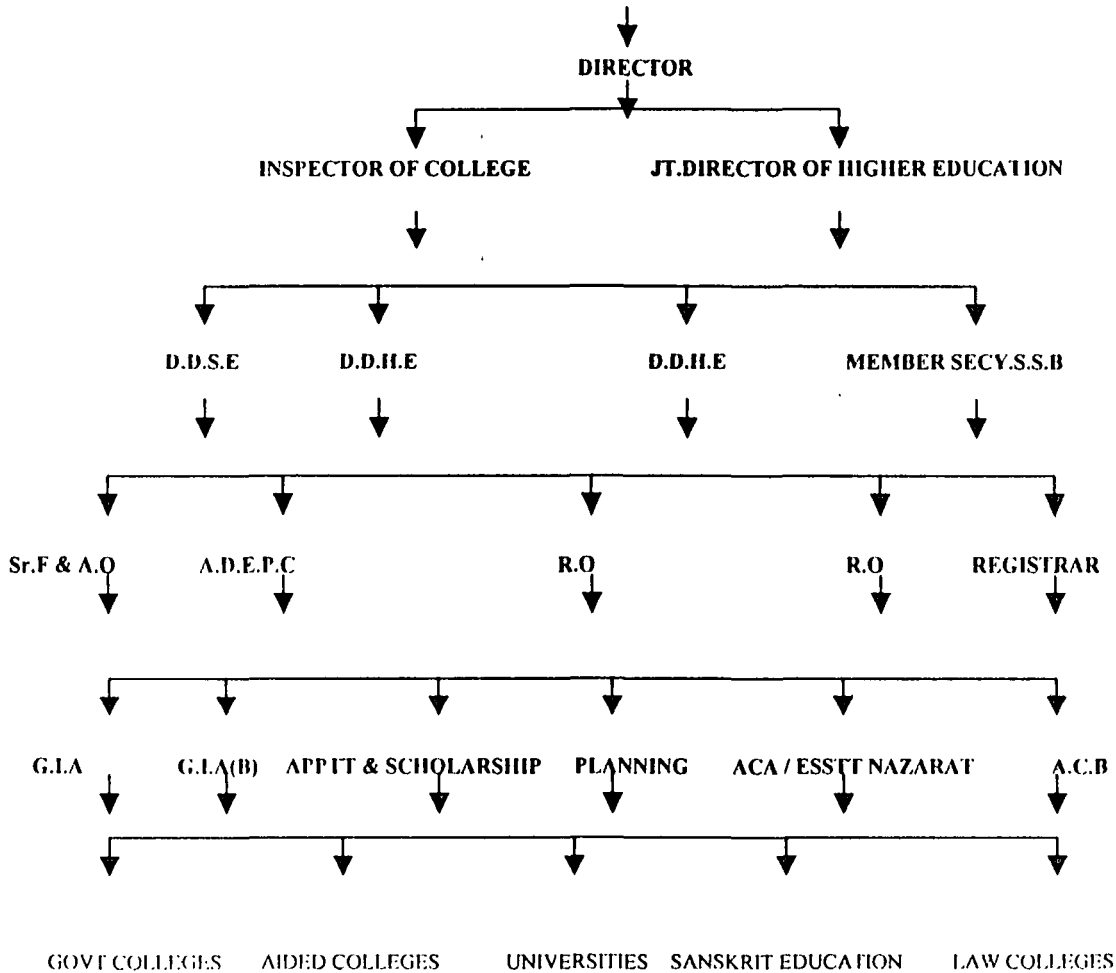 DIRECTOR
INSPECTOR OF COLLEGE JT.DIRECTOR OF HIGHER EDUCATION
D.D.S.E D.D.H.E D.D.H.E MEMBER SECY.S.S.B
Sr.F & A.O A.D.E.P.C R.O R.O REGISTRAR
G.I.A G.I.A(B) APPTT & SCHOLARSHIP PLANNING ACA / ESSTT NAZARAT A.C.B
GOVT COLLEGES AIDED COLLEGES UNIVERSITIES SANSKRIT EDUCATION LAW COLLEGES